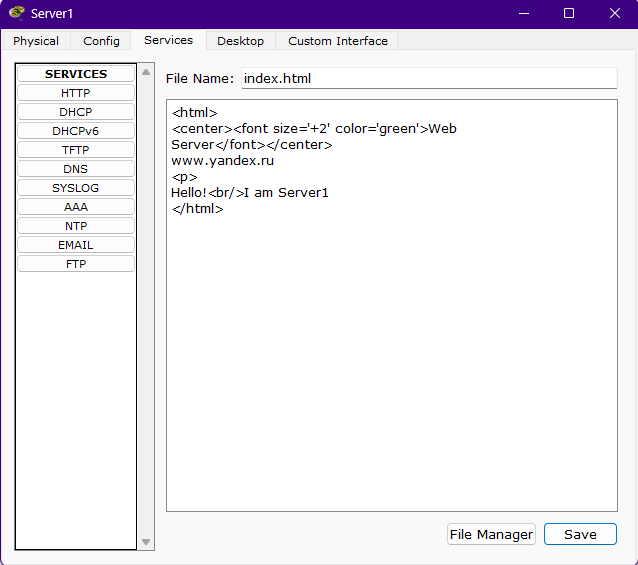 Server1
Physical Config Services Desktop Custom Interface
SERVICES
HTTP
DHCP
DHCPv6
TFTP
DNS
SYSLOG
AAA
NTP
EMAIL
FTP
File Name: index.html
<html>
<center><font size='+2' color='green'>Web
Server</font></center>
www.yandex.ru
<p>
Hello!<br/>I am Server1
</html>
File Manager Save